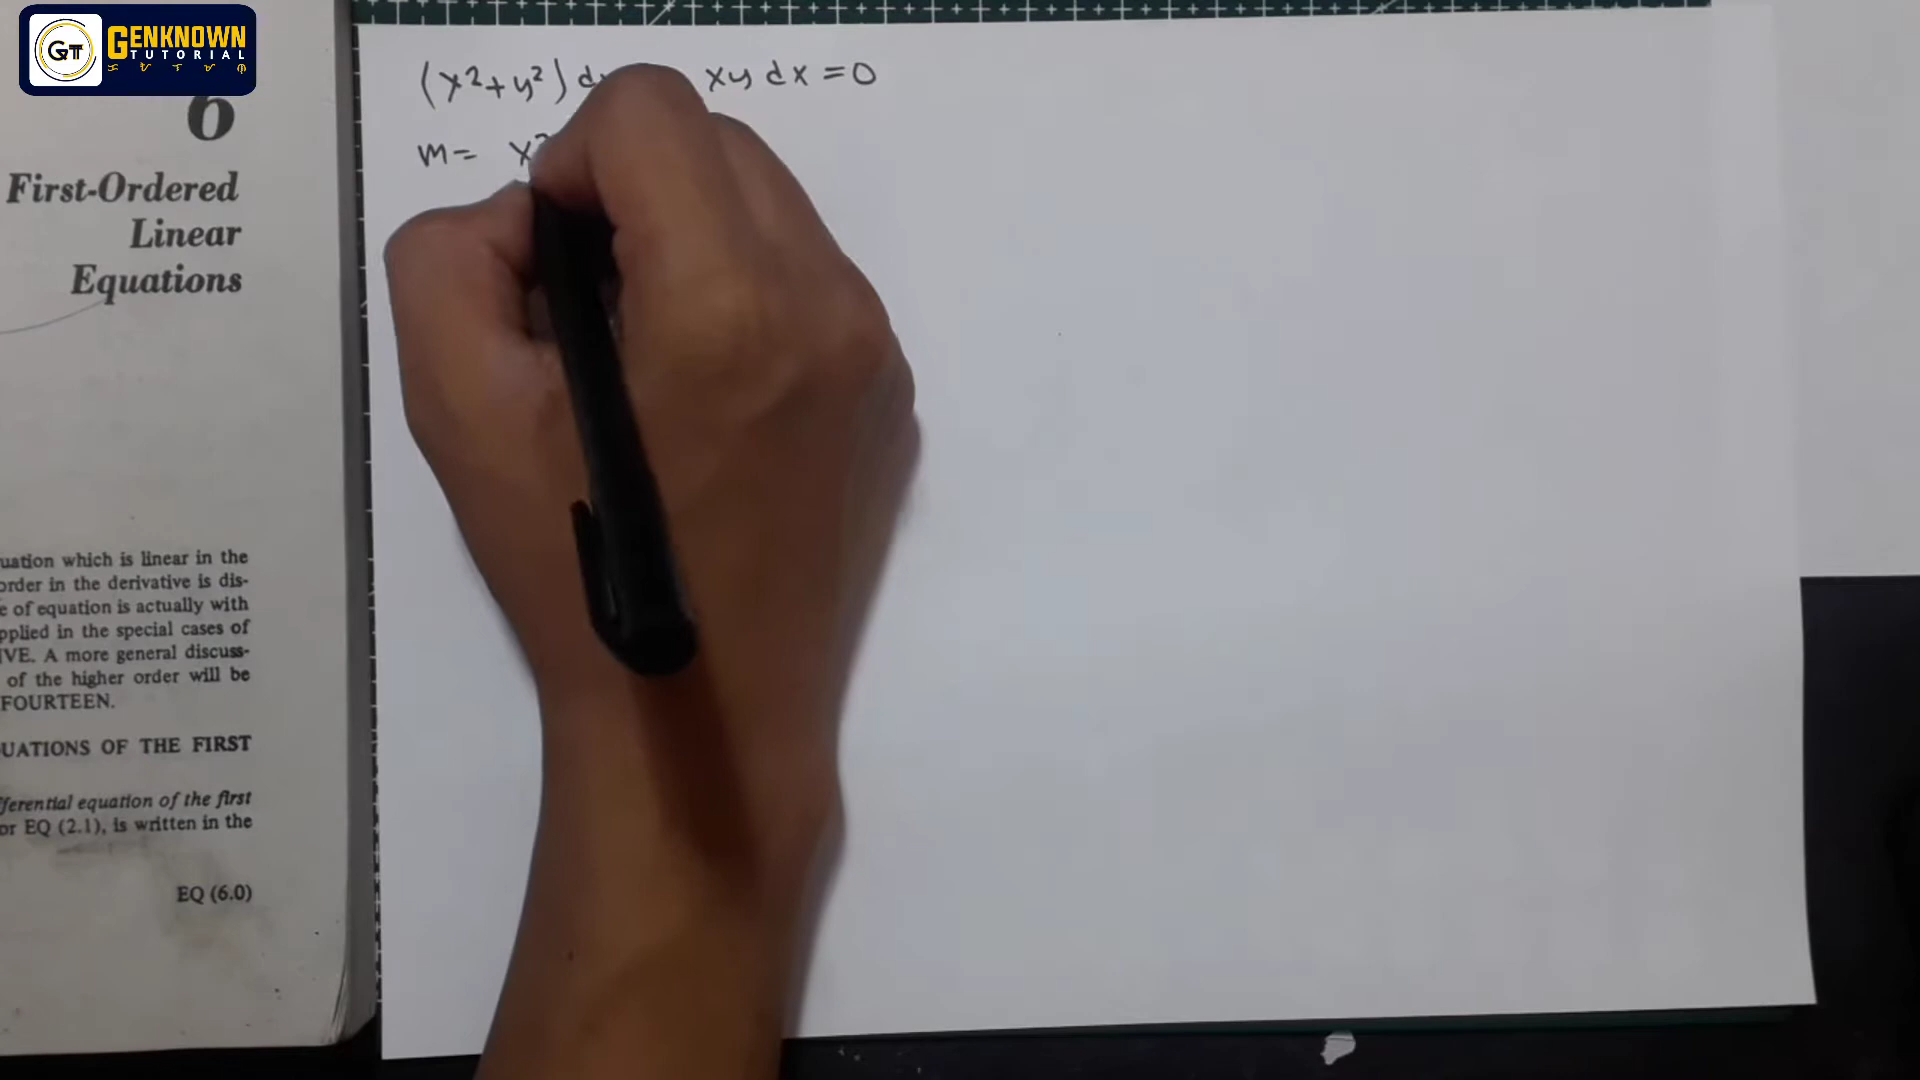 GT
GENKNOWN
TUTORIAL
6
First-Ordered
Linear
Equations
uation which is linear in the
order in the derivative is dis-
e of equation is actually with
pplied in the special cases of
IVE. A more general discuss-
of the higher order will be
FOURTEEN.
UATIONS OF THE FIRST
fferential equation of the first
or EQ (2.1), is written in the
EQ (6.0)
(x²+y²) d xy dx = 0
M = x²